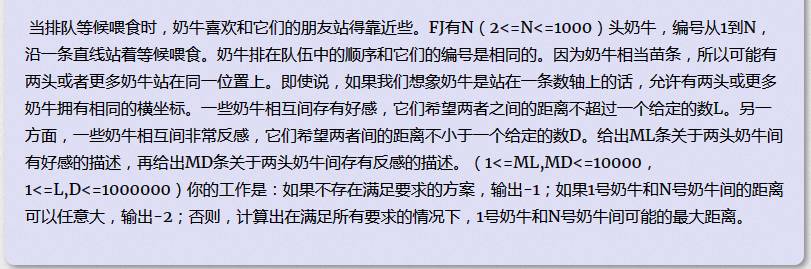 当排队等候喂食时，奶牛喜欢和它们的朋友站得靠近些。FJ有N（2<=N<=1000）头奶牛，编号从1到N，
沿一条直线站着等候喂食。奶牛排在队伍中的顺序和它们的编号是相同的。因为奶牛相当苗条，所以可能有
两头或者更多奶牛站在同一位置上。即使说，如果我们想象奶牛是站在一条数轴上的话，允许有两头或更多
奶牛拥有相同的横坐标。一些奶牛相互间存有好感，它们希望两者之间的距离不超过一个给定的数L。另一
方面，一些奶牛相互间非常反感，它们希望两者间的距离不小于一个给定的数D。给出ML条关于两头奶牛间
有好感的描述，再给出MD条关于两头奶牛间存有反感的描述。（1<=ML,MD<=10000，
1<=L,D<=1000000）你的工作是：如果不存在满足要求的方案，输出-1；如果1号奶牛和N号奶牛间的距离
可以任意大，输出-2；否则，计算出在满足所有要求的情况下，1号奶牛和N号奶牛间可能的最大距离。